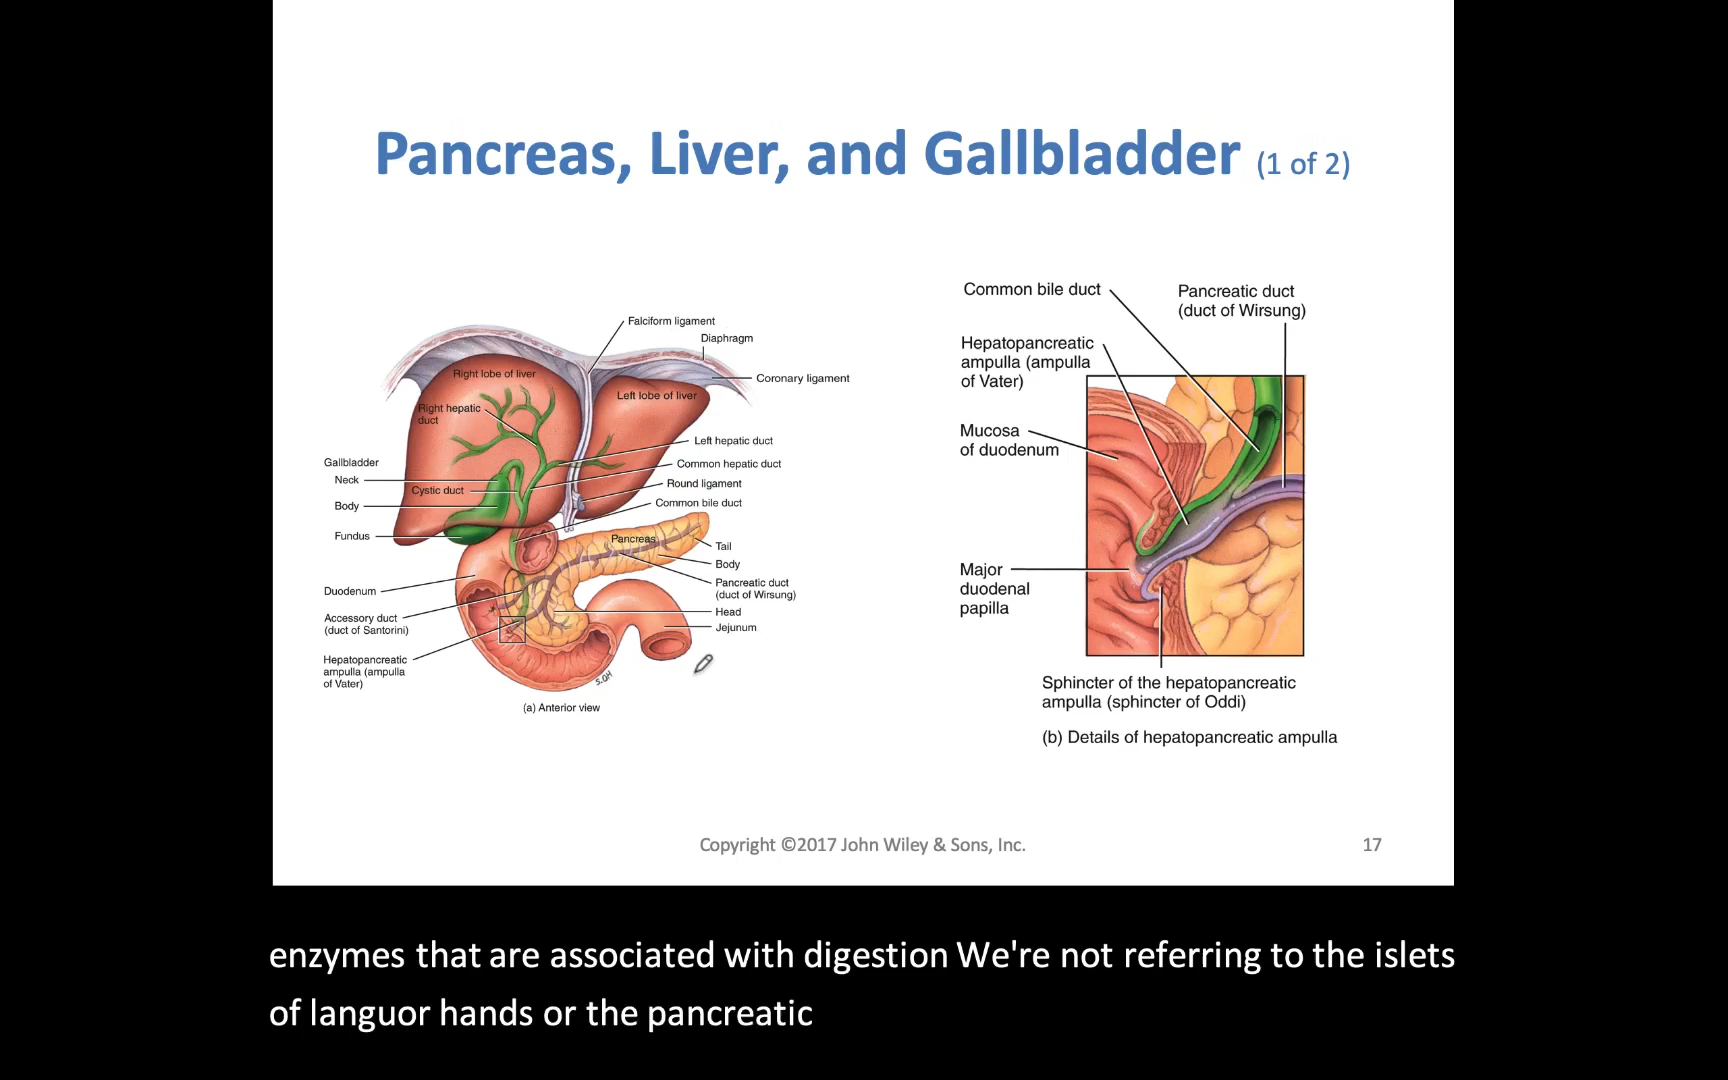 Pancreas, Liver, and Gallbladder (1 of 2)
Falciform ligament
Diaphragm
Coronary ligament
Right lobe of liver
Left lobe of liver
Right hepatic
duct
Left hepatic duct
Common hepatic duct
Round ligament
Common bile duct
Gallbladder
Neck
Cystic duct
Body
Fundus
Pancreas
Tail
Body
Pancreatic duct
(duct of Wirsung)
Head
Jejunum
Duodenum
Accessory duct
(duct of Santorini)
Hepatopancreatic
ampulla (ampulla
of Vater)
S.OH
(a) Anterior view
Common bile duct
Pancreatic duct
(duct of Wirsung)
Hepatopancreatic
ampulla (ampulla
of Vater)
Mucosa
of duodenum
Major
duodenal
papilla
Sphincter of the hepatopancreatic
ampulla (sphincter of Oddi)
(b) Details of hepatopancreatic ampulla
Copyright ©2017 John Wiley & Sons, Inc.
17
enzymes that are associated with digestion We're not referring to the islets
of languor hands or the pancreatic